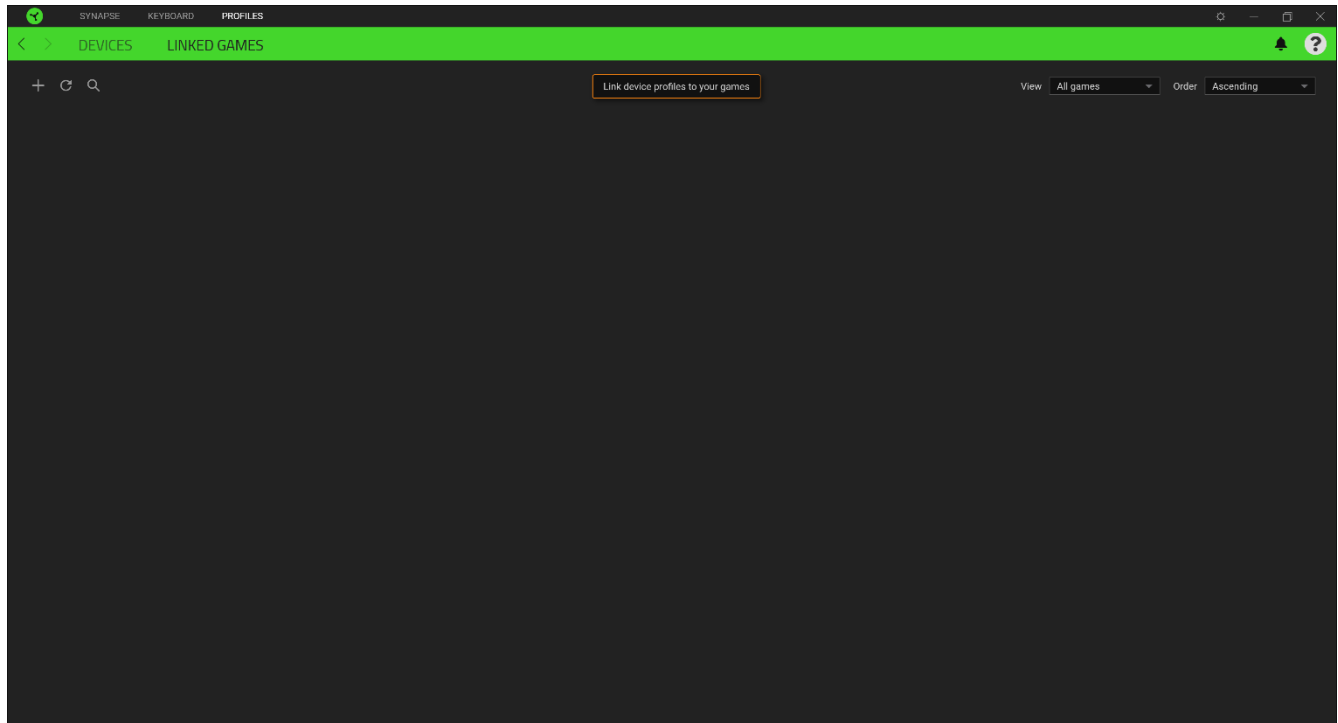 SYNAPSE KEYBOARD PROFILES
DEVICES LINKED GAMES ?
Link device profiles to your games View All games Order Ascending